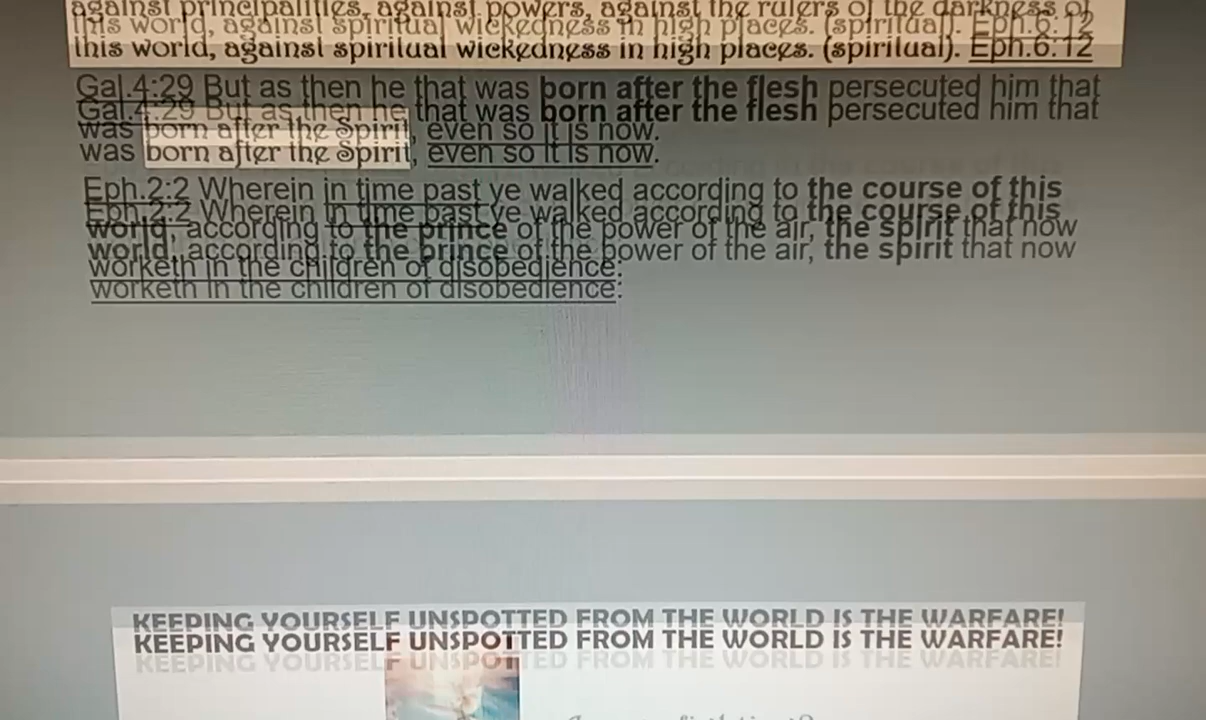 against principalities, against powers, against the rulers of the darkness of
this world, against spiritual wickedness in high places. (spiritual). Eph.6:12
Gal.4:29 But as then he that was born after the flesh persecuted him that
was born after the Spirit, even so it is now.
Eph.2:2 Wherein in time past ye walked according to the course of this
world, according to the prince of the power of the air, the spirit that now
worketh in the children of disobedience:
KEEPING YOURSELF UNSPOTTED FROM THE WORLD IS THE WARFARE!